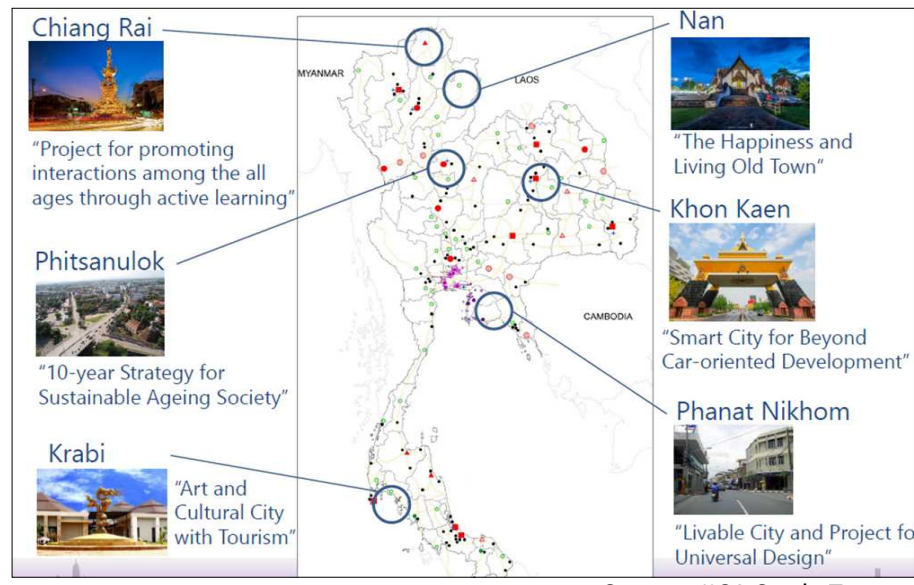 Chiang Rai
"Project for promoting
interactions among the all
ages through active learning"
Phitsanulok
"10-year Strategy for
Sustainable Ageing Society"
Krabi
"Art and
Cultural City
with Tourism"
MYANMAR
LAOS
CAMBODIA
Nan
"The Happiness and
Living Old Town"
Khon Kaen
"Smart City for Beyond
Car-oriented Development"
Phanat Nikhom
"Livable City and Project fo
Universal Design"